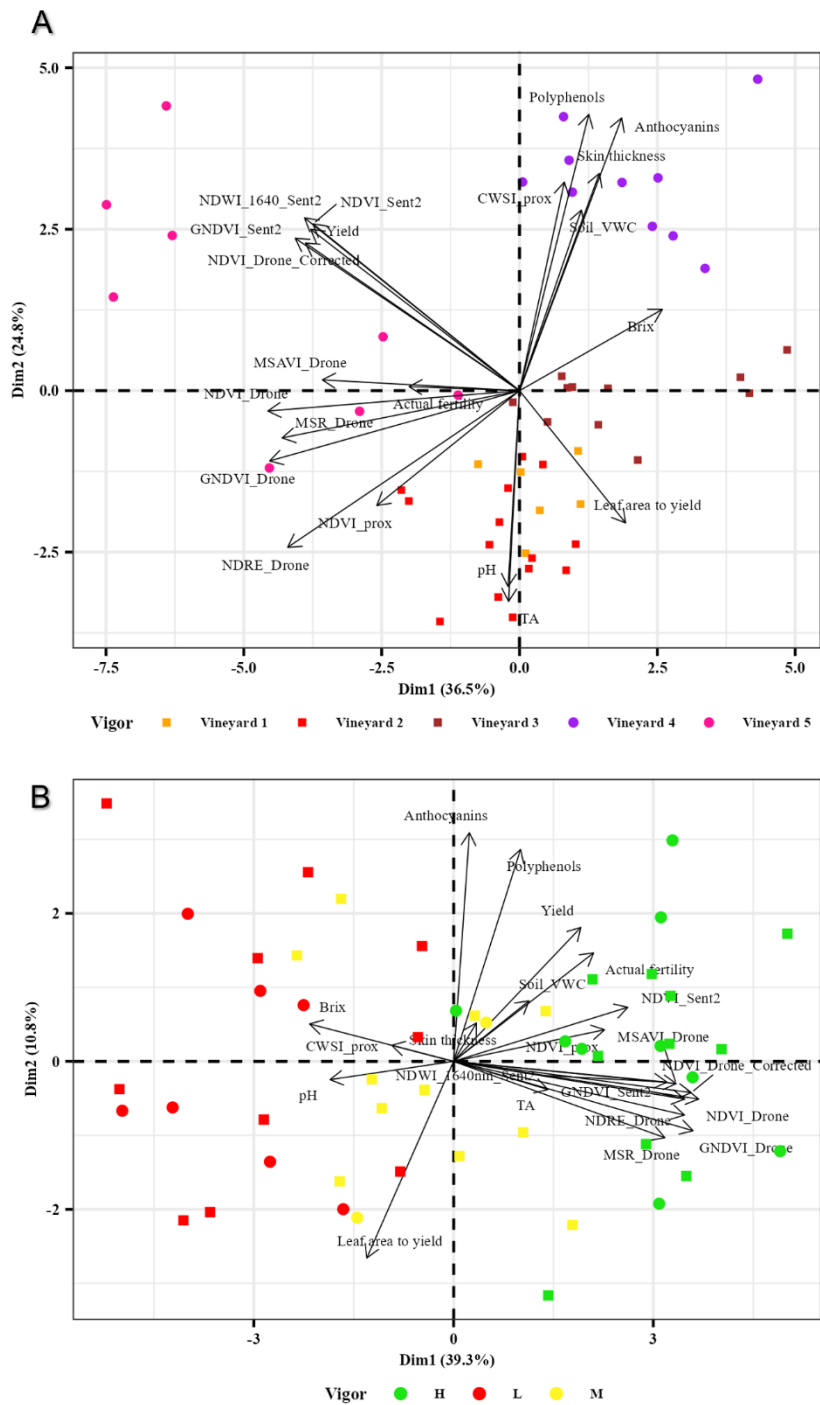 A
5.0
Polyphenols
Anthocyanins
Skin thickness
CWSI_prox
NDWI_1640_Sent2
NDVI_Sent2
2.5
GNDVI_Sent2
Yield
Soil_VWC
NDVI_Drone_Corrected
Brix
MSAVI_Drone
0.0
NDVI_Drone
Actual fertility
MSR_Drone
GNDVI_Drone
Leaf area to yield
NDVI_prox
-2.5
NDRE_Drone
pH
TA
Dim2 (24.8%)
-7.5 -5.0 -2.5 0.0 2.5 5.0
Dim1 (36.5%)
Vigor Vineyard 1 Vineyard 2 Vineyard 3 Vineyard 4 Vineyard 5
B
Anthocyanins
Polyphenols
2
Yield
Actual fertility
Soil_VWC
NDVI_Sent2
Brix
Skin thickness
MSAVI_Drone
CWSI_prox
NDVI_prox
0
NDVI_Drone_Corrected
NDWI_1640nm_Sent2
pH
GNDVI_Sent2
TA
NDVI_Drone
NDRE_Drone
GNDVI_Drone
MSR_Drone
-2
Leaf area to yield
Dim2 (10.8%)
-3 0 3
Dim1 (39.3%)
Vigor H L M